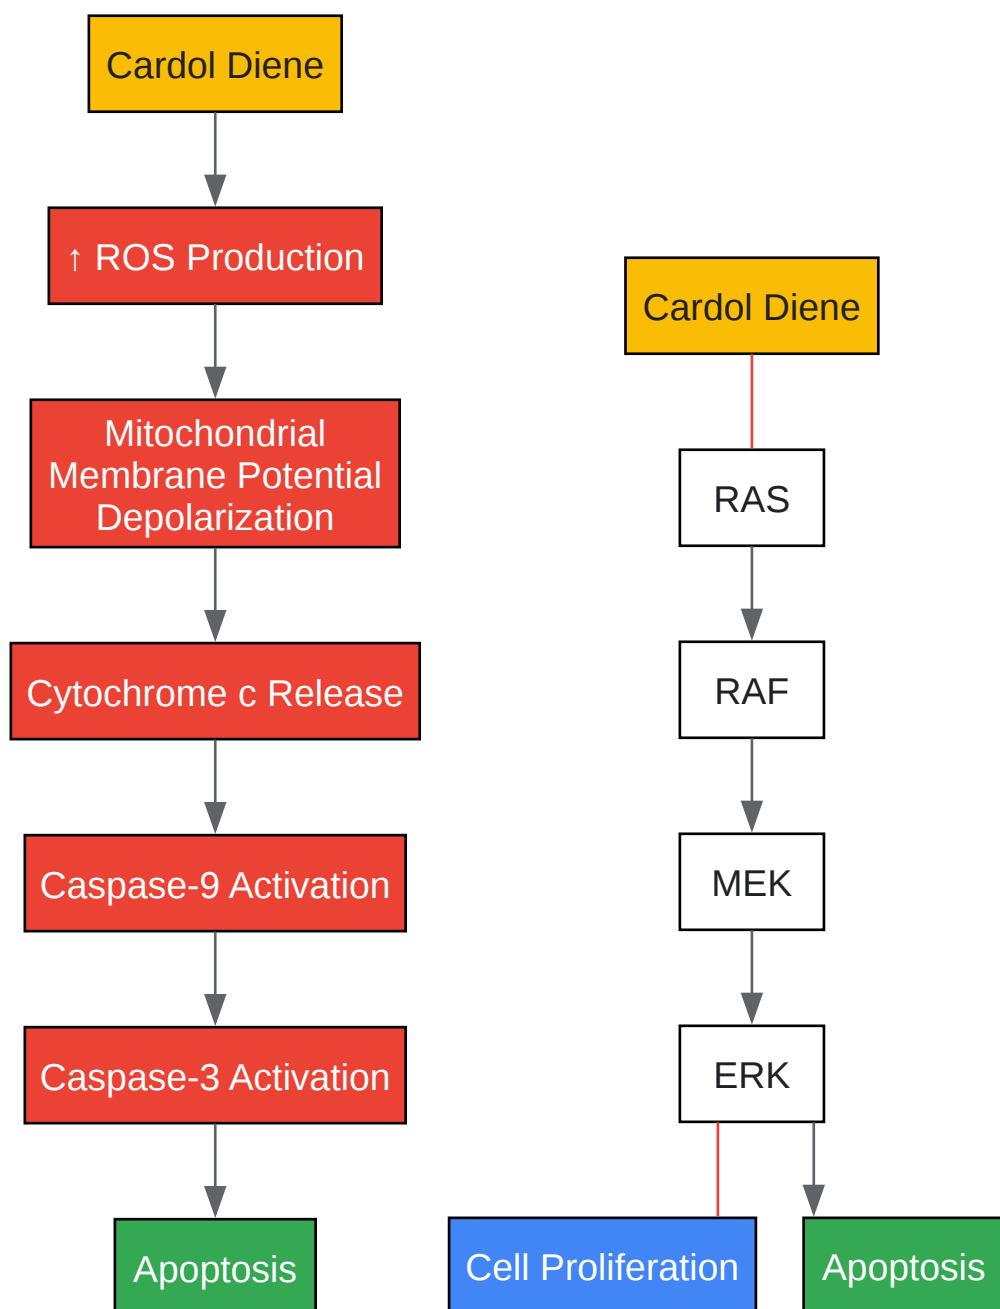 Cardol Diene
↑ ROS Production
Mitochondrial
Membrane Potential
Depolarization
Cytochrome c Release
Caspase-9 Activation
Caspase-3 Activation
Apoptosis
Cardol Diene
RAS
RAF
MEK
ERK
Cell Proliferation
Apoptosis